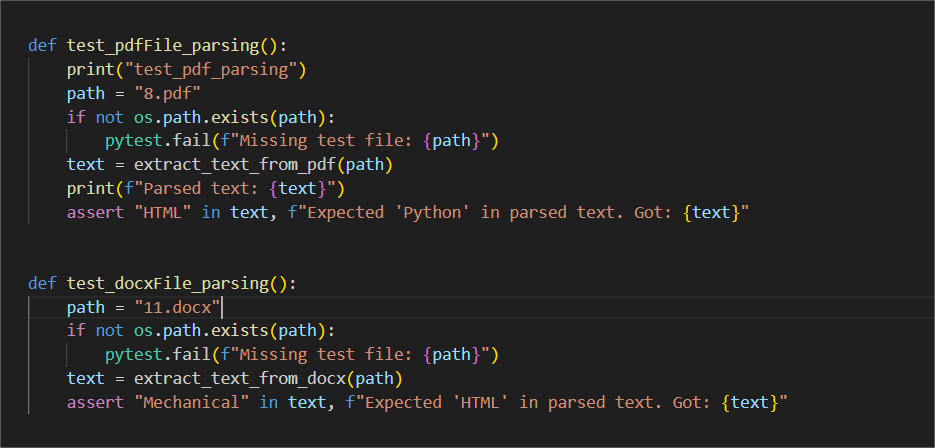 def test_pdfFile_parsing():
    print("test_pdf_parsing")
    path = "8.pdf"
    if not os.path.exists(path):
        pytest.fail(f"Missing test file: {path}")
    text = extract_text_from_pdf(path)
    print(f"Parsed text: {text}")
    assert "HTML" in text, f"Expected 'Python' in parsed text. Got: {text}"
def test_docxFile_parsing():
    path = "11.docx"
    if not os.path.exists(path):
        pytest.fail(f"Missing test file: {path}")
    text = extract_text_from_docx(path)
    assert "Mechanical" in text, f"Expected 'HTML' in parsed text. Got: {text}"